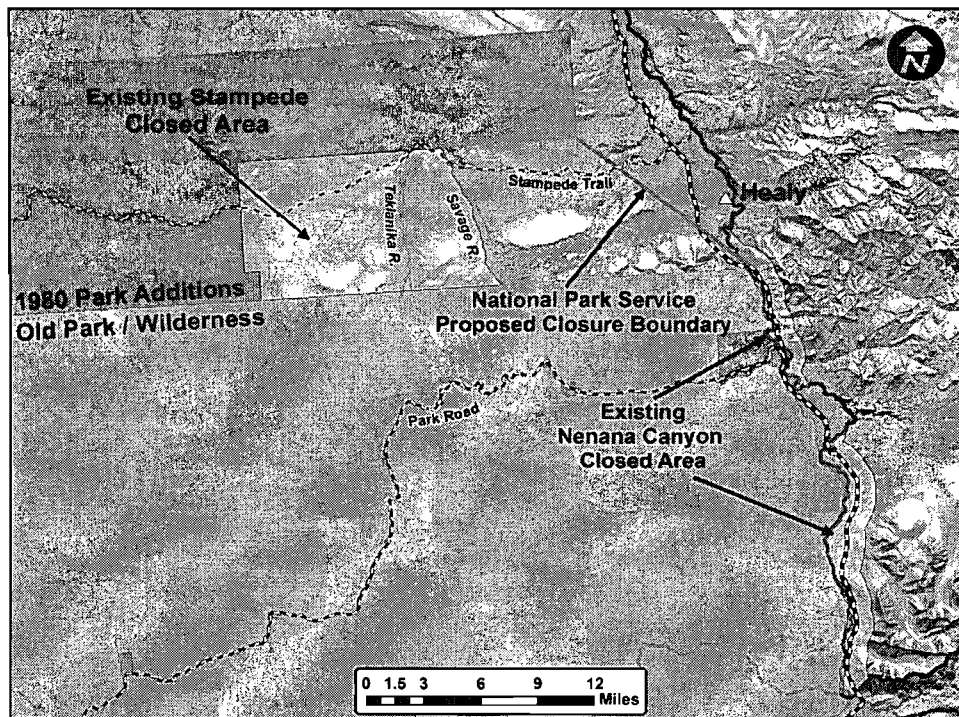 N
Existing Stampede
Closed Area
Stampede Trail
Healy
Teklanika R.
Savage R.
1980 Park Additions
Old Park / Wilderness
National Park Service
Proposed Closure Boundary
Park Road
Existing
Nenana Canyon
Closed Area
0 1.5 3 6 9 12
Miles